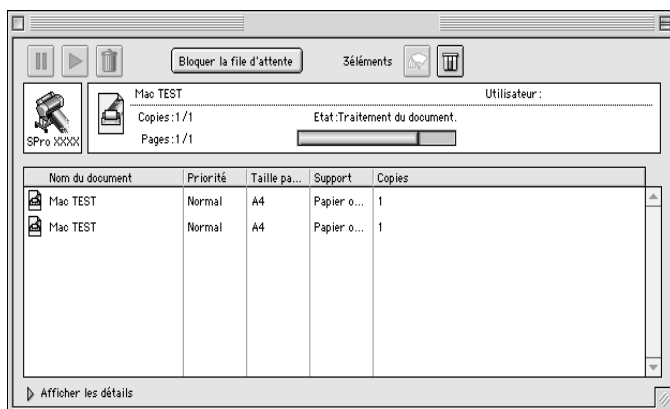 Bloquer la file d'attente 3éléments
SPro XXXX
Mac TEST Utilisateur :
Copies :1/1 Etat :Traitement du document.
Pages :1/1
Nom du document Priorité Taille pa... Support Copies
Mac TEST Normal A4 Papier o... 1
Mac TEST Normal A4 Papier o... 1
Afficher les détails